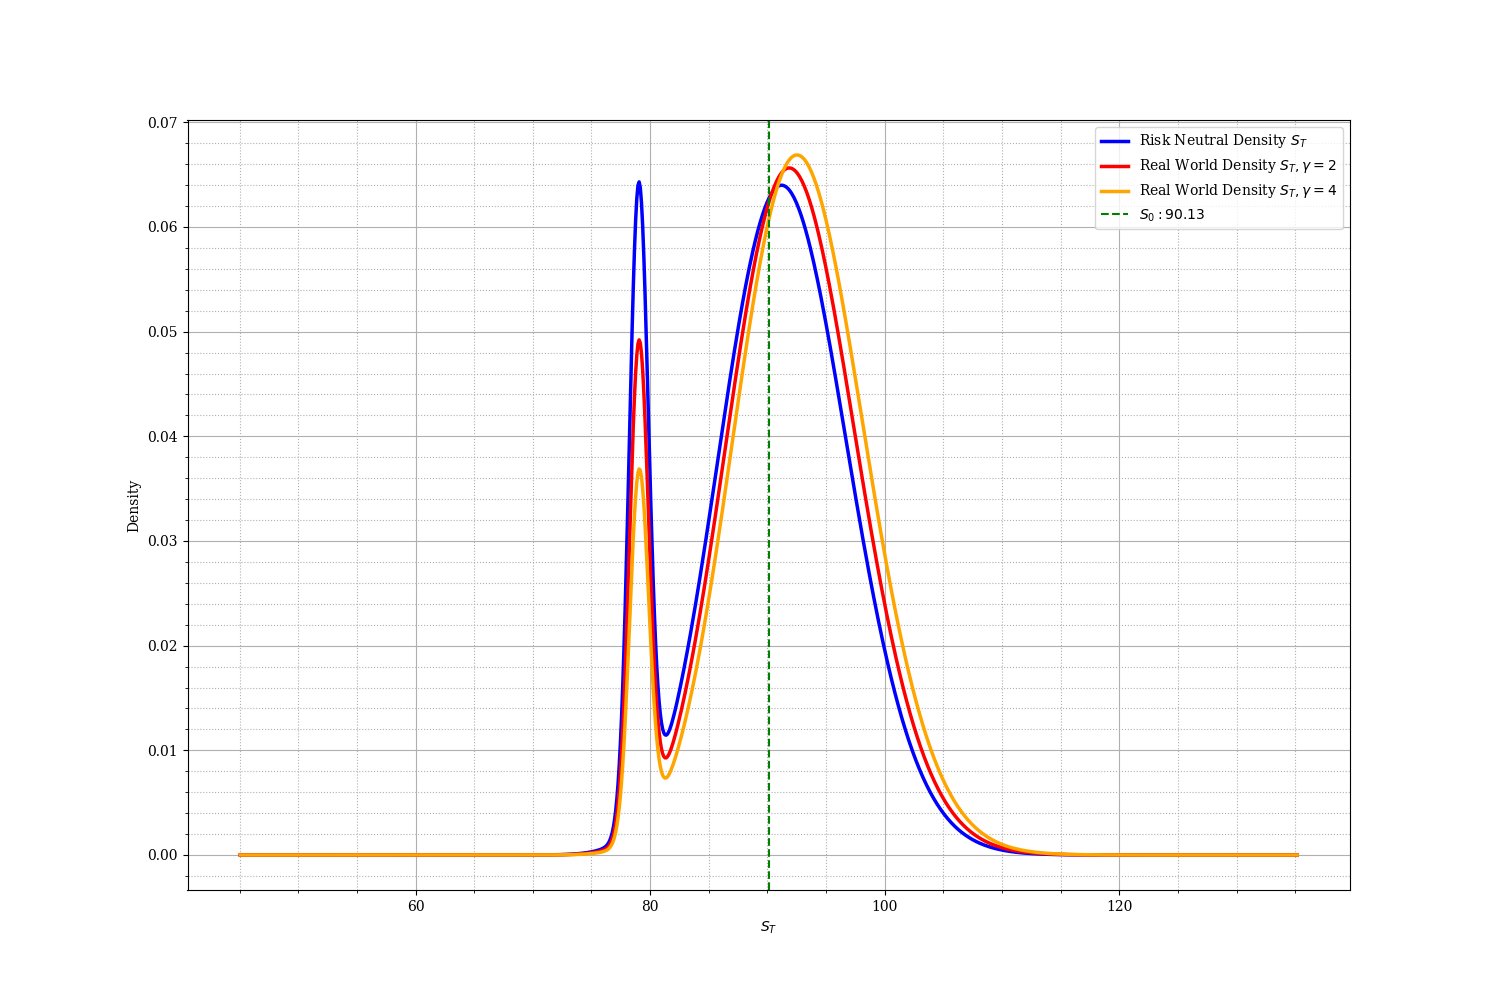 0.07
0.06
0.05
0.04
0.03
0.02
0.01
0.00
Density
60
80
100
120
S_T
Risk Neutral Density S_T
Real World Density S_T, γ = 2
Real World Density S_T, γ = 4
S_0 : 90.13